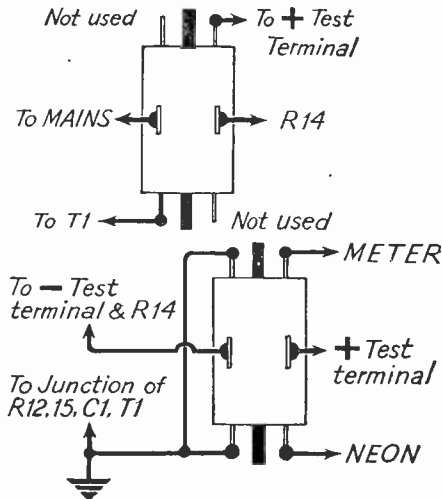 Not used
To + Test
Terminal
To MAINS
R14
To T1
Not used
METER
To — Test
terminal & R14
+ Test
terminal
To Junction of
R12,15, C1, T1
NEON